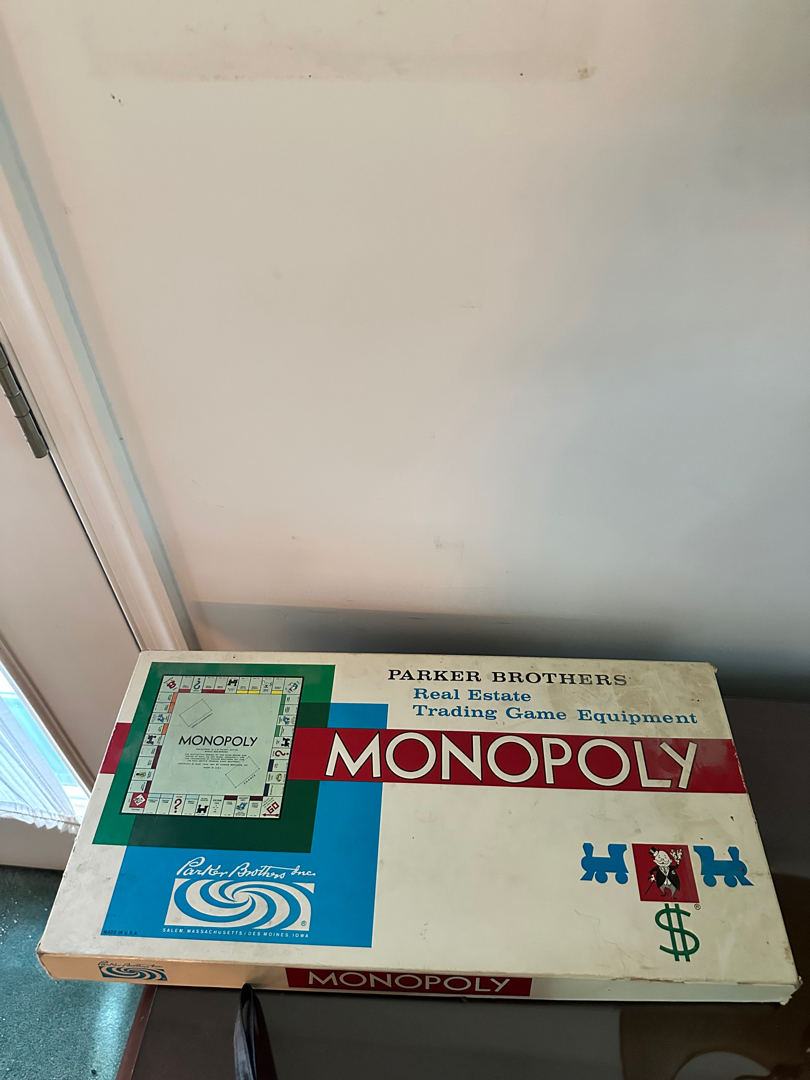 PARKER BROTHERS
Real Estate
Trading Game Equipment
MONOPOLY
MONOPOLY
GO
Parker Brothers Inc.
SALEM, MASSACHUSETTS / DES MOINES, IOWA
MADE IN U.S.A.
$
MONOPOLY